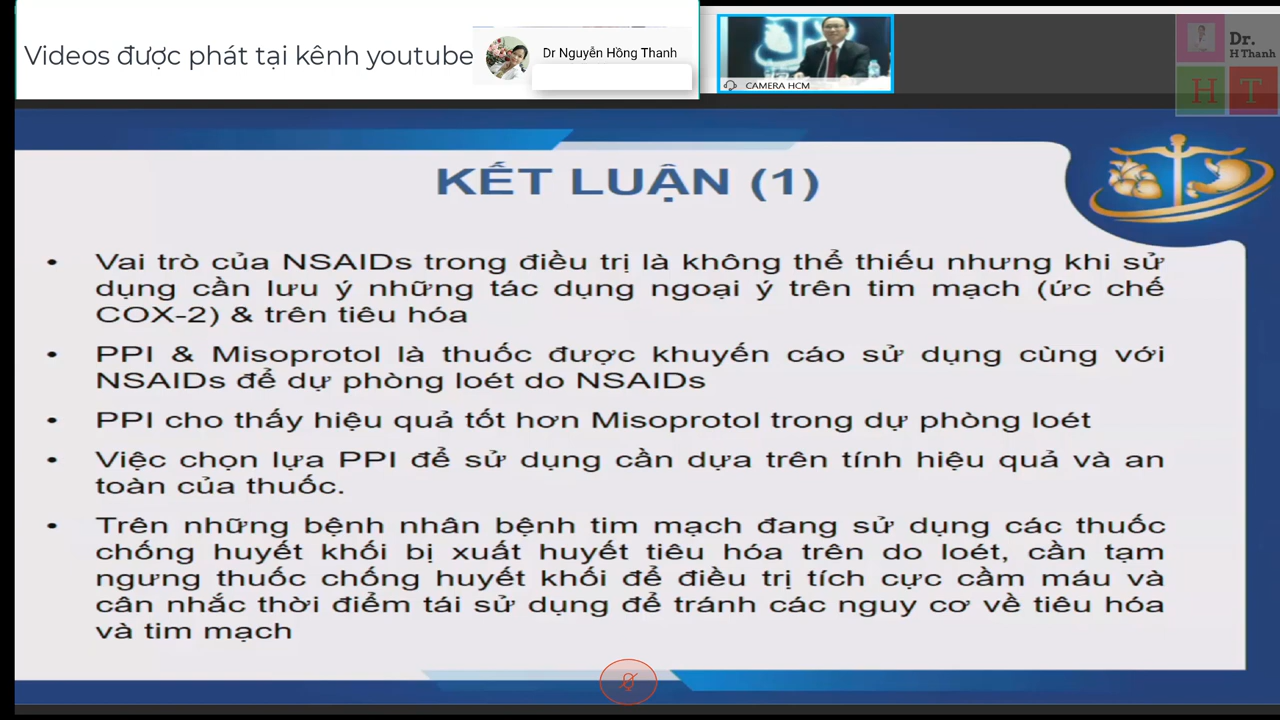 Videos được phát tại kênh youtube
Dr Nguyễn Hồng Thanh
CAMERA HCM
Dr.
H Thanh
H T
KẾT LUẬN (1)
• Vai trò của NSAIDs trong điều trị là không thể thiếu nhưng khi sử
dụng cần lưu ý những tác dụng ngoại ý trên tim mạch (ức chế
COX-2) & trên tiêu hóa
• PPI & Misoprotol là thuốc được khuyến cáo sử dụng cùng với
NSAIDs để dự phòng loét do NSAIDs
• PPI cho thấy hiệu quả tốt hơn Misoprotol trong dự phòng loét
• Việc chọn lựa PPI để sử dụng cần dựa trên tính hiệu quả và an
toàn của thuốc.
• Trên những bệnh nhân bệnh tim mạch đang sử dụng các thuốc
chống huyết khối bị xuất huyết tiêu hóa trên do loét, cần tạm
ngưng thuốc chống huyết khối để điều trị tích cực cầm máu và
cân nhắc thời điểm tái sử dụng để tránh các nguy cơ về tiêu hóa
và tim mạch